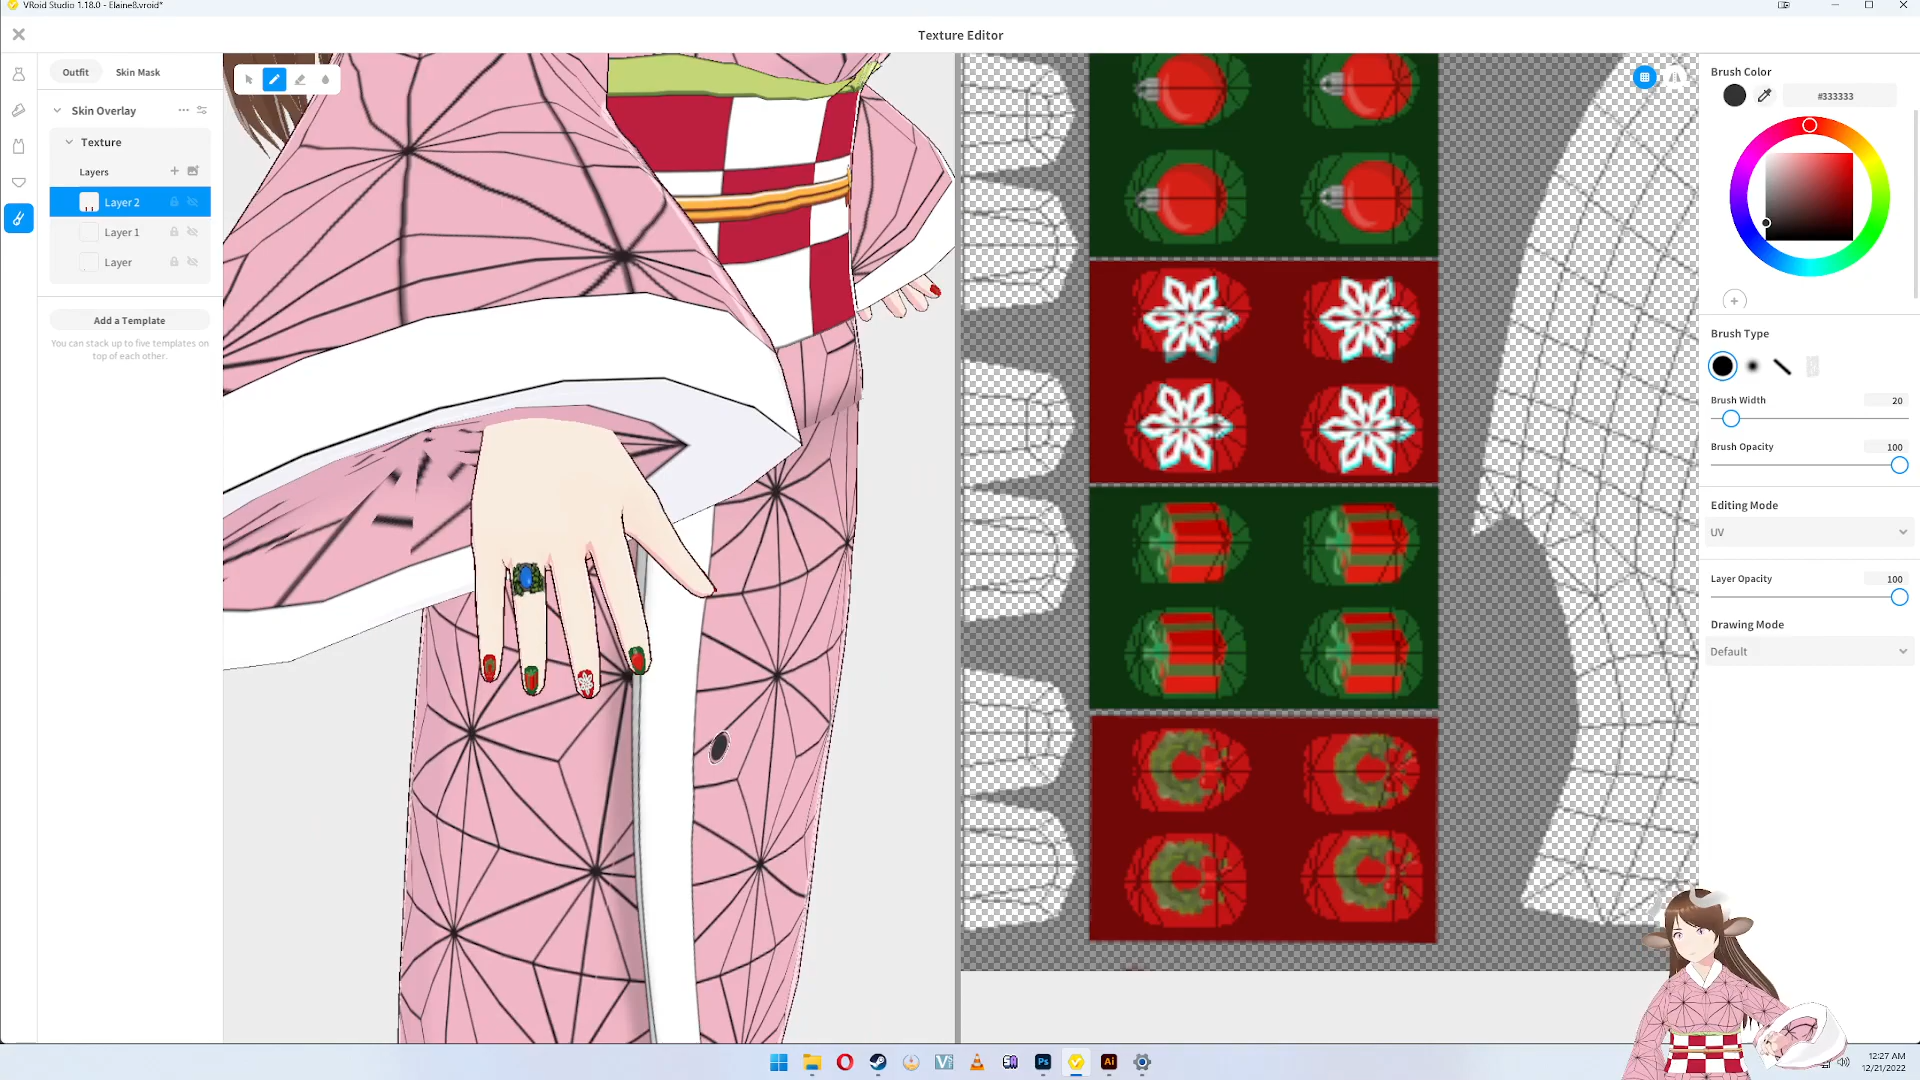 VRoid Studio 1.18.0 - Elaine8.vroid*
Texture Editor
Outfit
Skin Mask
Skin Overlay
Texture
Layers
Layer 2
Layer 1
Layer
Add a Template
You can stack up to five templates on
top of each other.
Brush Color
#333333
Brush Type
Brush Width
20
Brush Opacity
100
Editing Mode
UV
Layer Opacity
100
Drawing Mode
Default
Ps
Ai
12:27 AM
12/21/2022